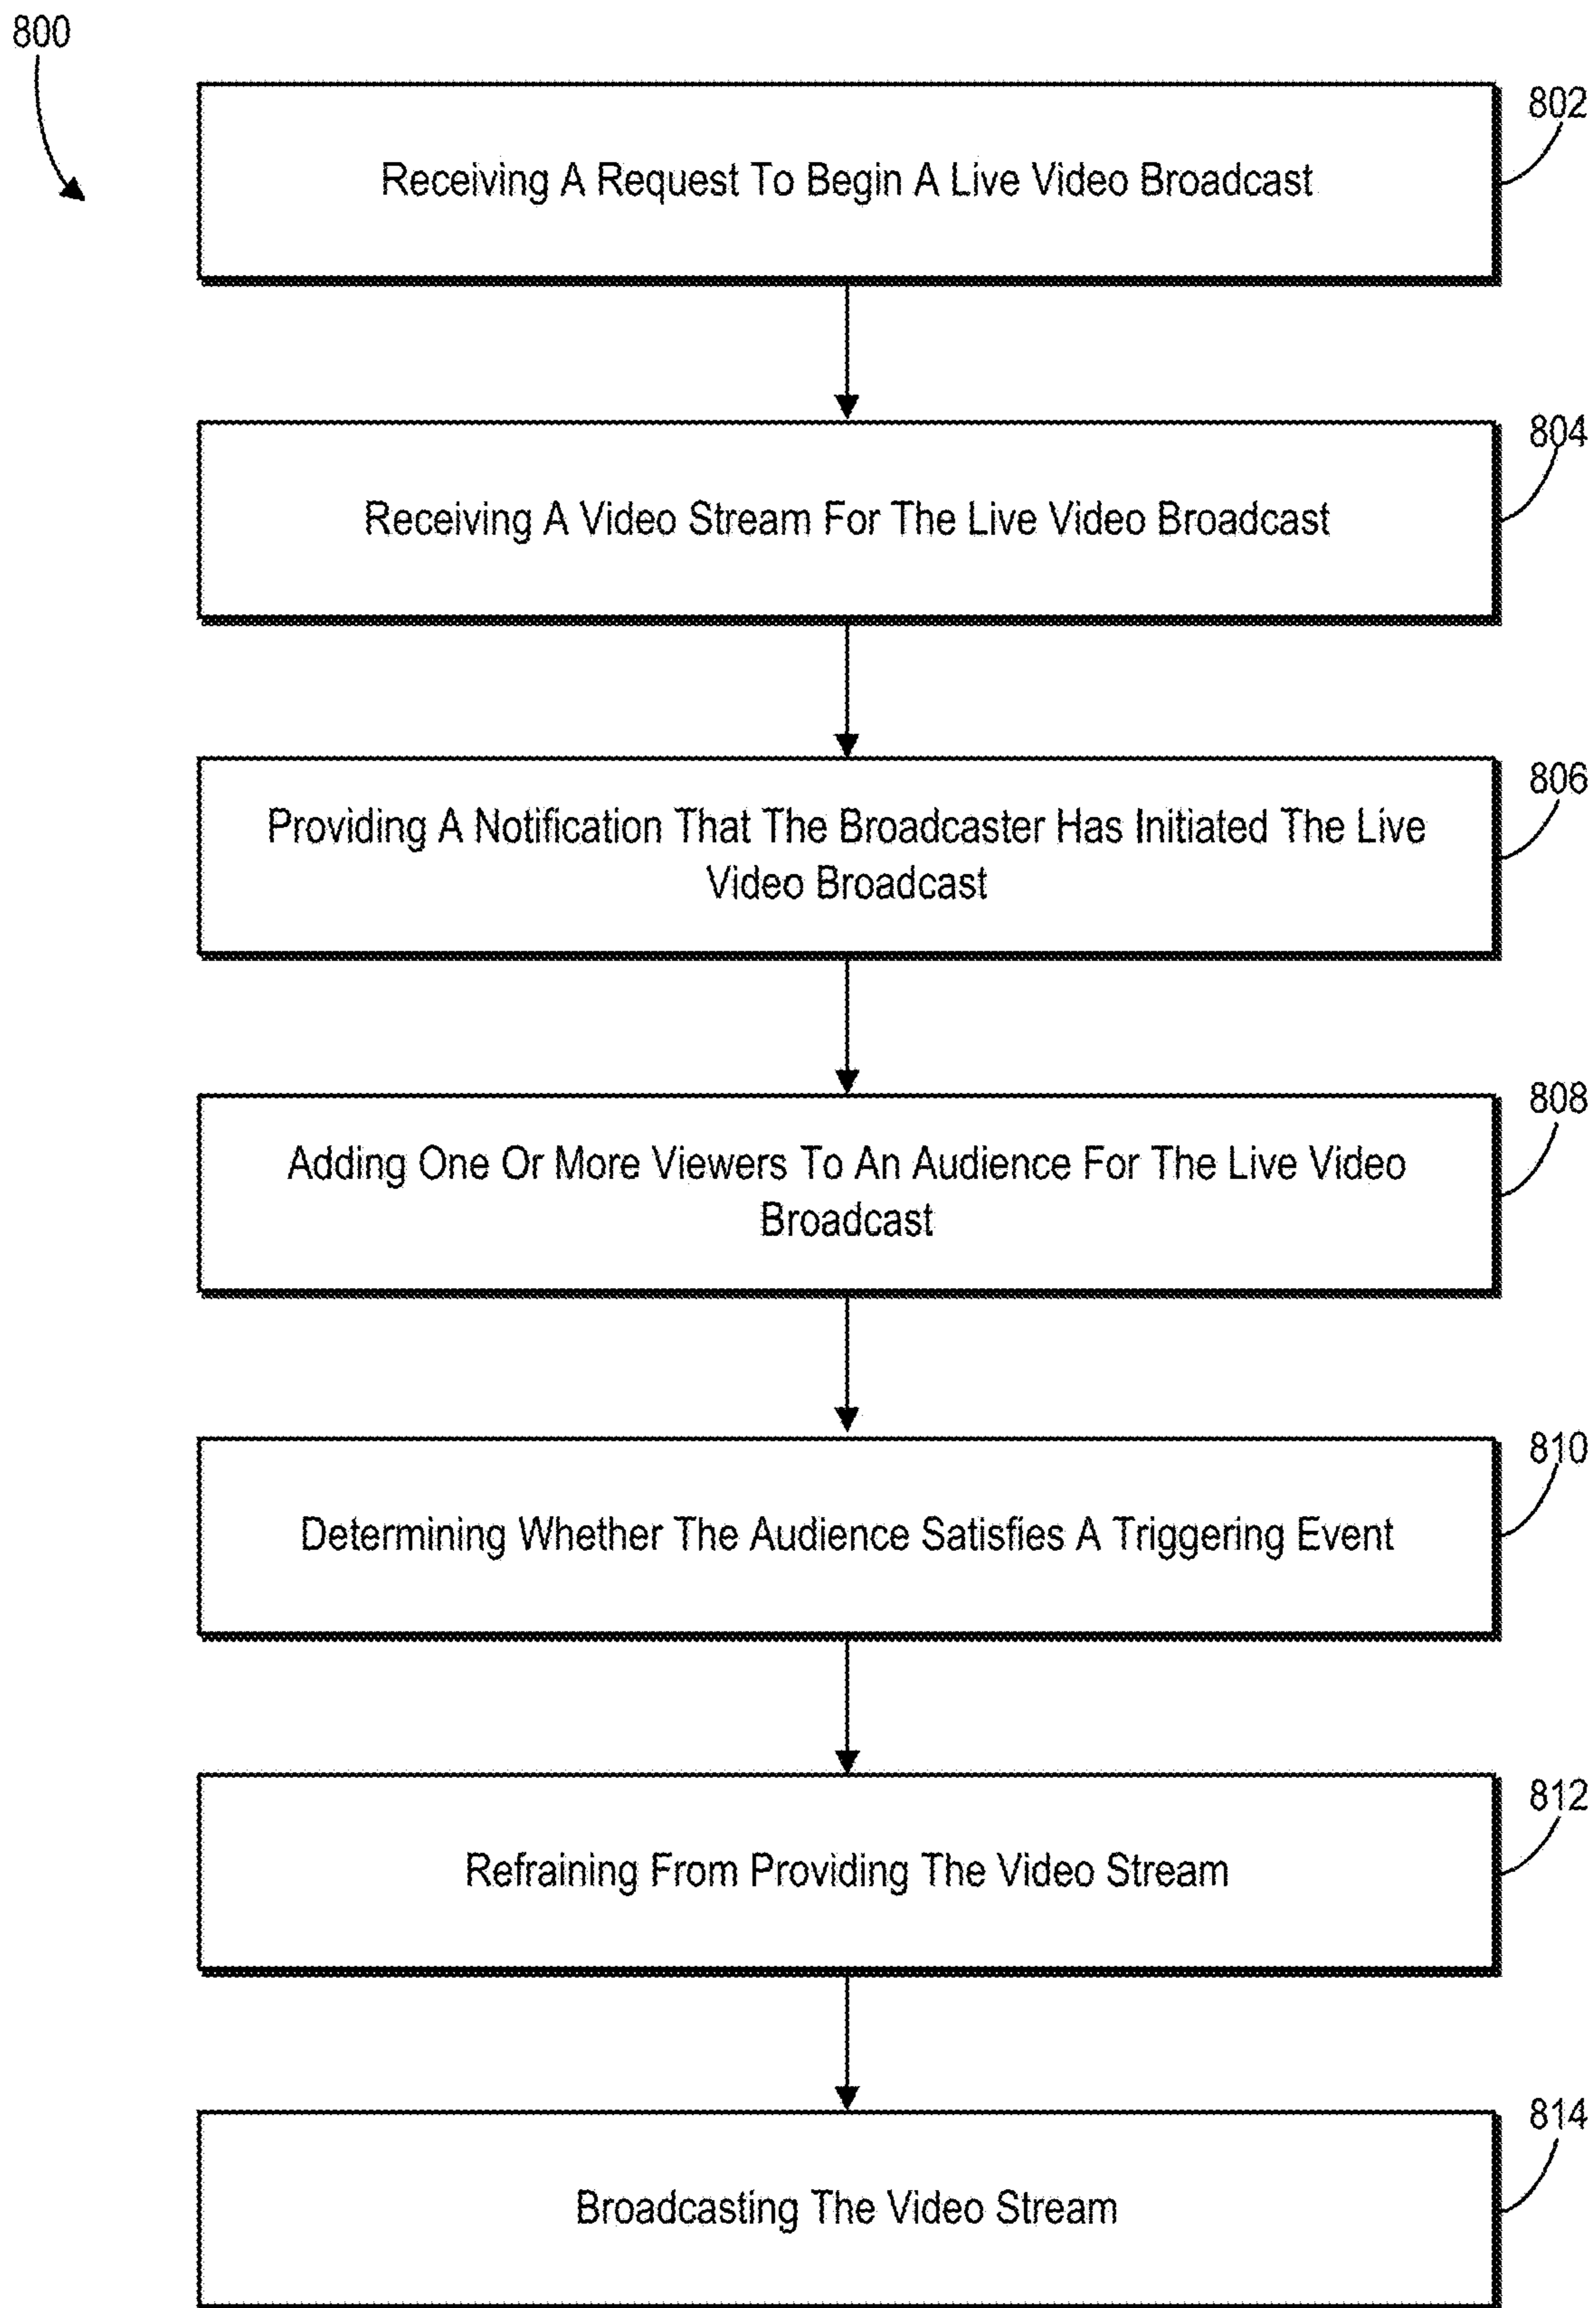 800
802
Receiving A Request To Begin A Live Video Broadcast
804
Receiving A Video Stream For The Live Video Broadcast
806
Providing A Notification That The Broadcaster Has Initiated The Live
Video Broadcast
808
Adding One Or More Viewers To An Audience For The Live Video
Broadcast
810
Determining Whether The Audience Satisfies A Triggering Event
812
Refraining From Providing The Video Stream
814
Broadcasting The Video Stream